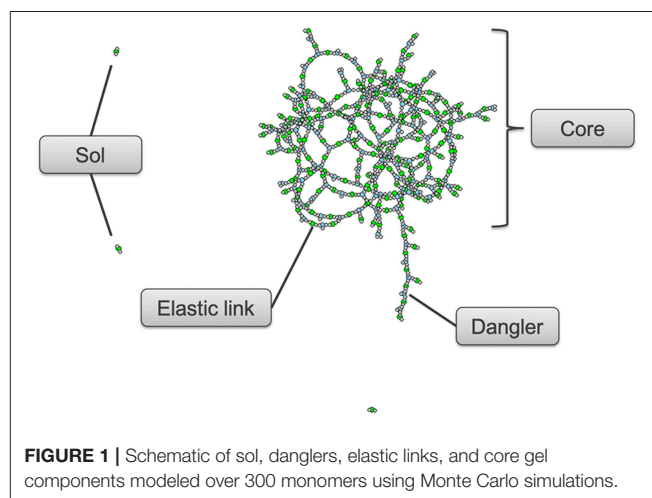 Sol
Core
Elastic link
Dangler
FIGURE 1 | Schematic of sol, danglers, elastic links, and core gel
components modeled over 300 monomers using Monte Carlo simulations.